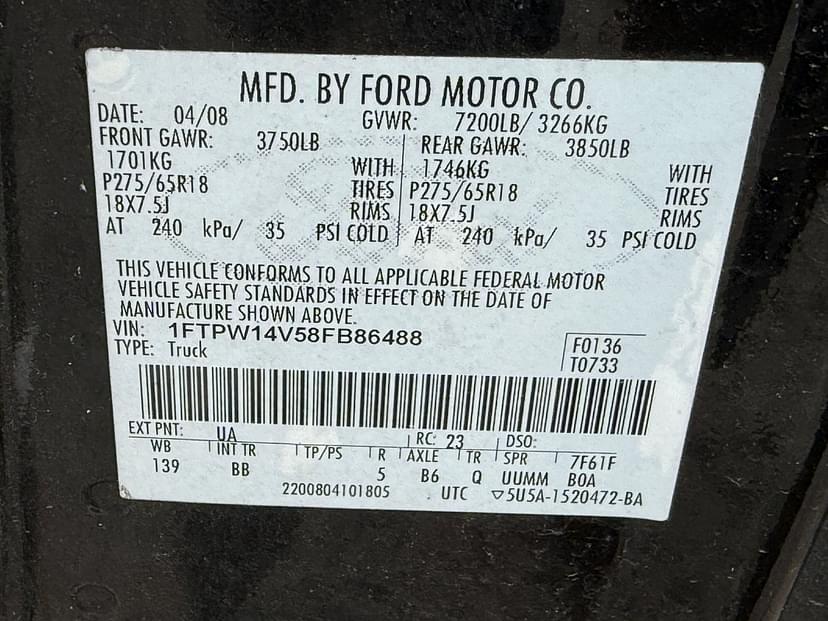 MFD. BY FORD MOTOR CO.
DATE: 04/08 GVWR: 7200LB/ 3266KG
FRONT GAWR: 3750LB REAR GAWR: 3850LB
1701KG WITH 1746KG WITH
P275/65R18 TIRES P275/65R18 TIRES
18X7.5J RIMS 18X7.5J RIMS
AT 240 kPa/ 35 PSI COLD AT 240 kPa/ 35 PSI COLD
THIS VEHICLE CONFORMS TO ALL APPLICABLE FEDERAL MOTOR
VEHICLE SAFETY STANDARDS IN EFFECT ON THE DATE OF
MANUFACTURE SHOWN ABOVE.
VIN: 1FTPW14V58FB86488
TYPE: Truck
F0136
T0733
EXT PNT: UA RC: 23 DSO:
WB INT TR TP/PS R AXLE TR SPR 7F61F
139 BB 5 B6 Q UUMM B0A
2200804101805 UTC ▽5U5A-1520472-BA